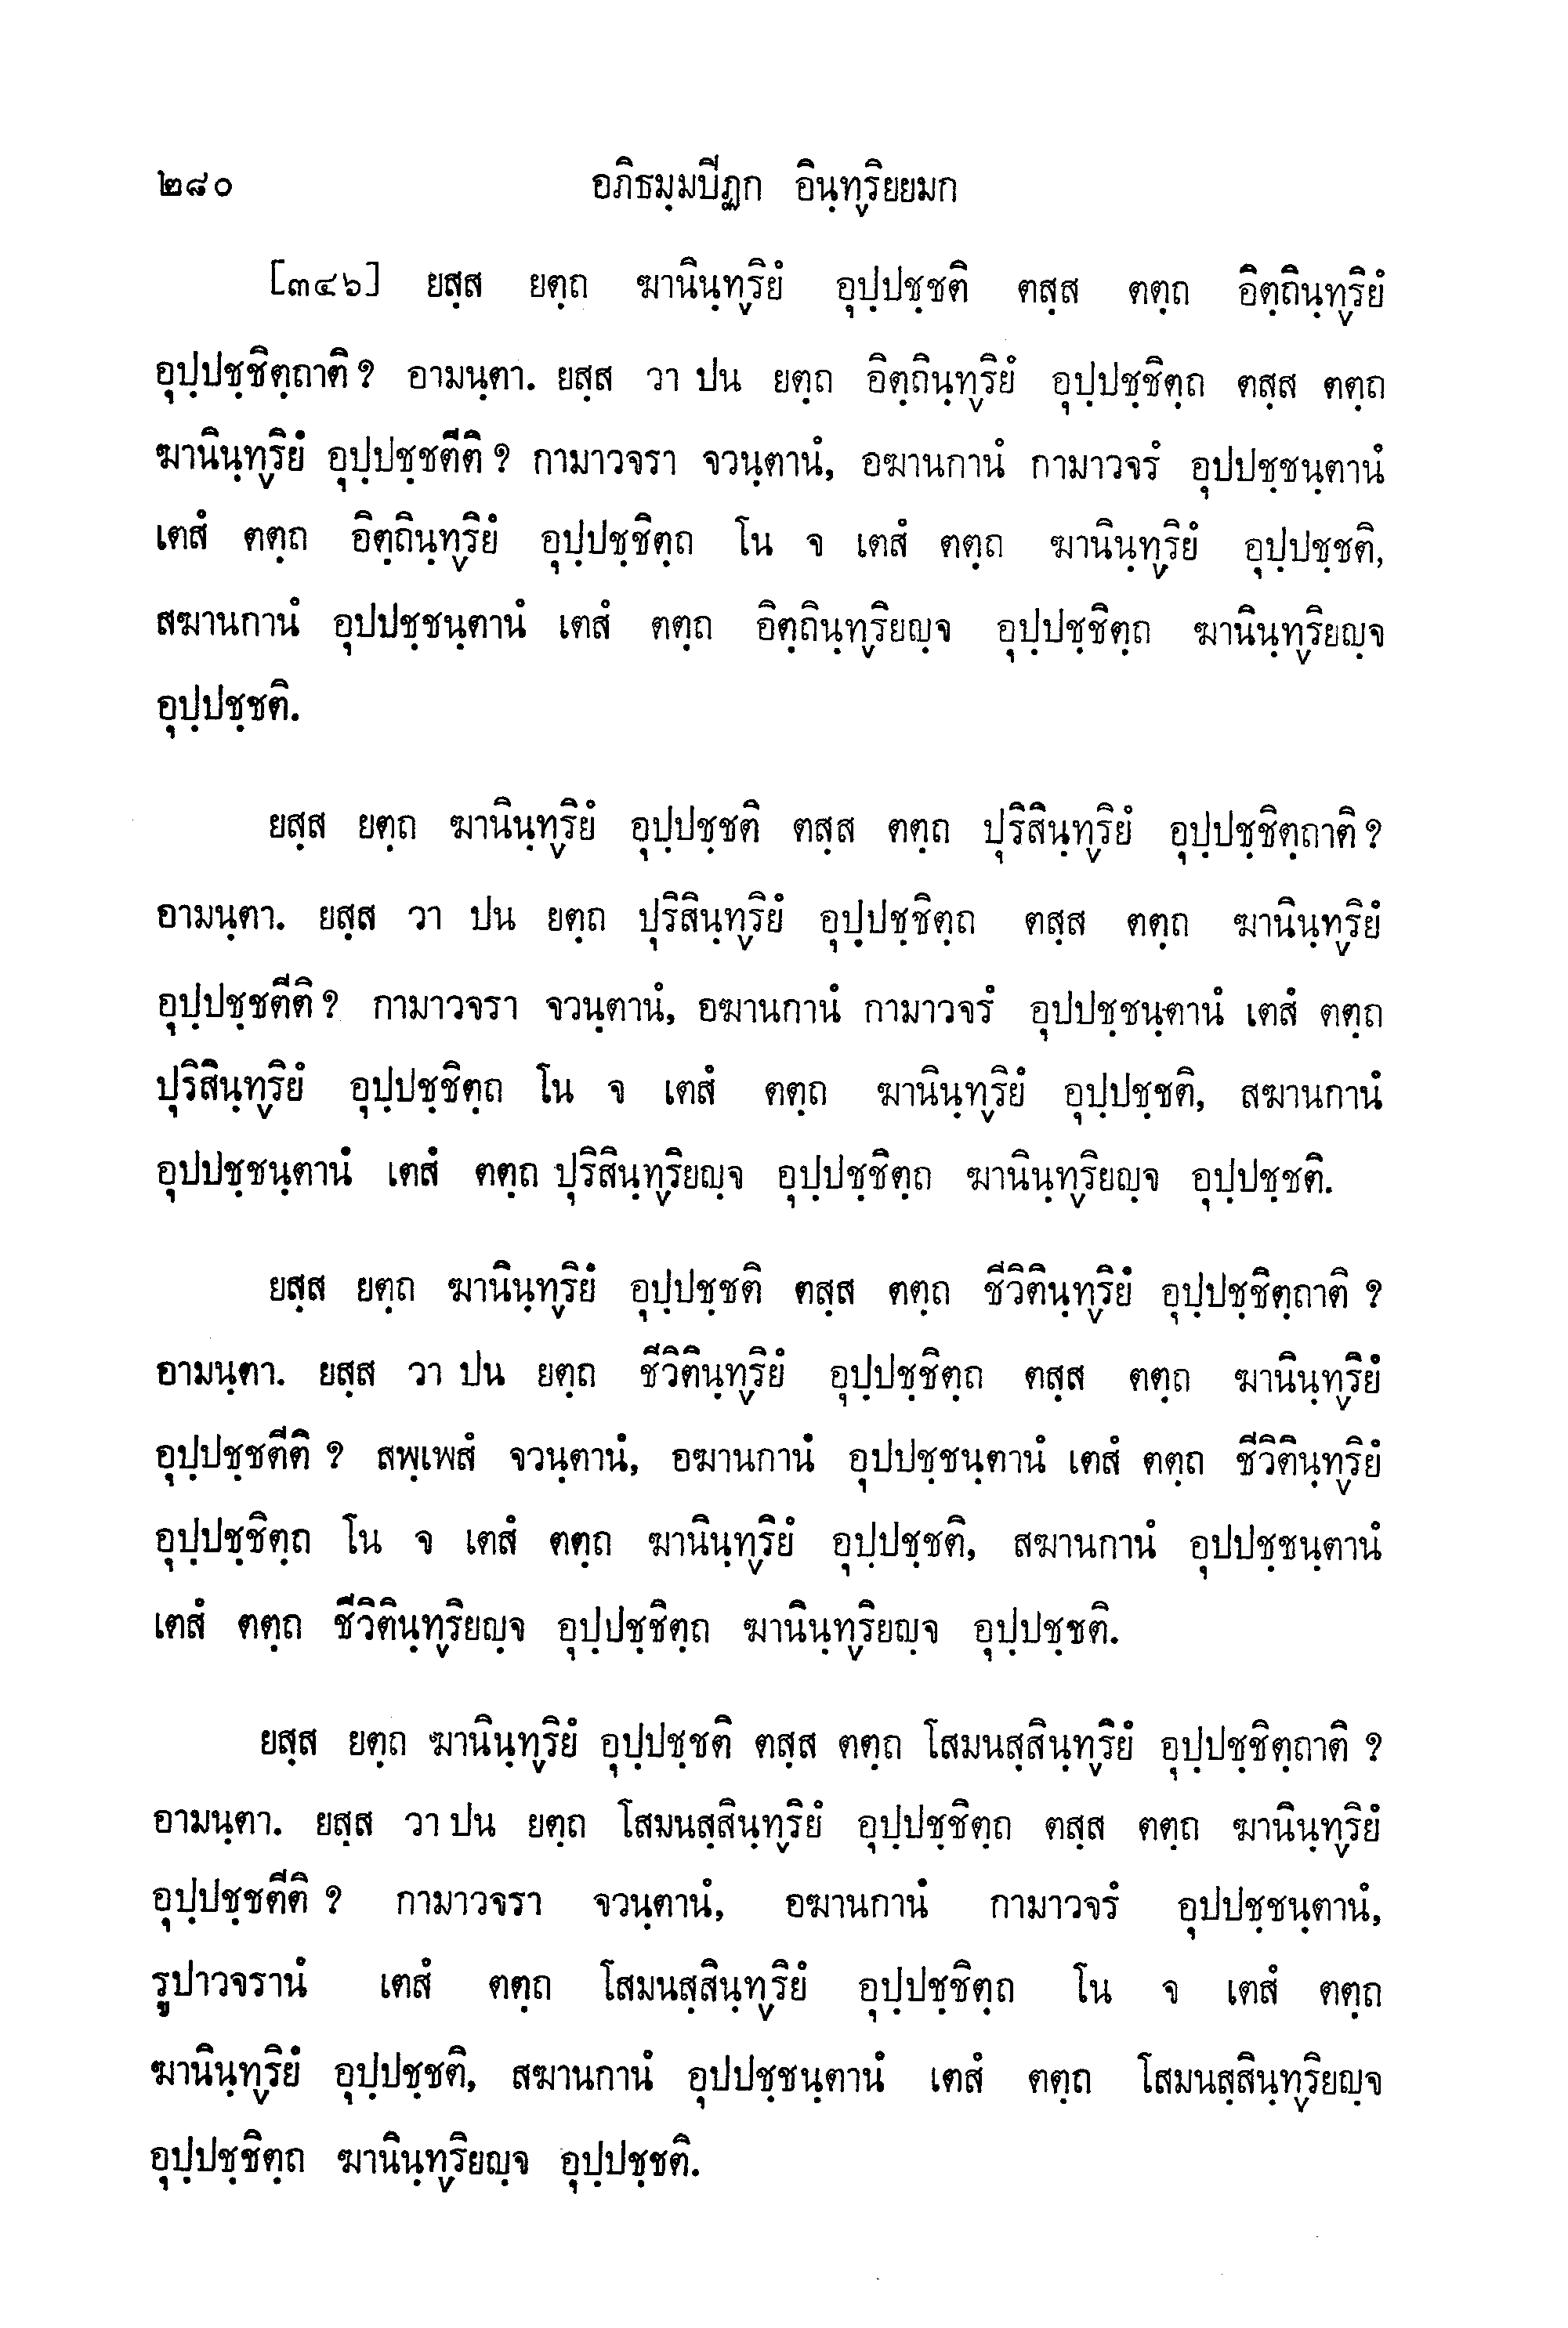 ๒๘๐ อภิธมฺมปีฏก อินฺทฺริยยมก
[๓๔๖] ยสฺส ยตฺถ ฆานินฺทฺริยํ อุปฺปชฺชติ ตสฺส ตตฺถ อิตฺถินฺทฺริยํ
อุปฺปชฺชิตฺถาติ ? อามนฺตา. ยสฺส วา ปน ยตฺถ อิตฺถินฺทฺริยํ อุปฺปชฺชิตฺถ ตสฺส ตตฺถ
ฆานินฺทฺริยํ อุปฺปชฺชตีติ ? กามาวจรา จวนฺตานํ, อฆานกานํ กามาวจรํ อุปปชฺชนฺตานํ
เตสํ ตตฺถ อิตฺถินฺทฺริยํ อุปฺปชฺชิตฺถ โน จ เตสํ ตตฺถ ฆานินฺทฺริยํ อุปฺปชฺชติ,
สฆานกานํ อุปปชฺชนฺตานํ เตสํ ตตฺถ อิตฺถินฺทฺริยญฺจ อุปฺปชฺชิตฺถ ฆานินฺทฺริยญฺจ
อุปฺปชฺชติ.
ยสฺส ยตฺถ ฆานินฺทฺริยํ อุปฺปชฺชติ ตสฺส ตตฺถ ปุริสินฺทฺริยํ อุปฺปชฺชิตฺถาติ ?
อามนฺตา. ยสฺส วา ปน ยตฺถ ปุริสินฺทฺริยํ อุปฺปชฺชิตฺถ ตสฺส ตตฺถ ฆานินฺทฺริยํ
อุปฺปชฺชตีติ ? กามาวจรา จวนฺตานํ, อฆานกานํ กามาวจรํ อุปปชฺชนฺตานํ เตสํ ตตฺถ
ปุริสินฺทฺริยํ อุปฺปชฺชิตฺถ โน จ เตสํ ตตฺถ ฆานินฺทฺริยํ อุปฺปชฺชติ, สฆานกานํ
อุปปชฺชนฺตานํ เตสํ ตตฺถ ปุริสินฺทฺริยญฺจ อุปฺปชฺชิตฺถ ฆานินฺทฺริยญฺจ อุปฺปชฺชติ.
ยสฺส ยตฺถ ฆานินฺทฺริยํ อุปฺปชฺชติ ตสฺส ตตฺถ ชีวิตินฺทฺริยํ อุปฺปชฺชิตฺถาติ ?
อามนฺตา. ยสฺส วา ปน ยตฺถ ชีวิตินฺทฺริยํ อุปฺปชฺชิตฺถ ตสฺส ตตฺถ ฆานินฺทฺริยํ
อุปฺปชฺชตีติ ? สพฺเพสํ จวนฺตานํ, อฆานกานํ อุปปชฺชนฺตานํ เตสํ ตตฺถ ชีวิตินฺทฺริยํ
อุปฺปชฺชิตฺถ โน จ เตสํ ตตฺถ ฆานินฺทฺริยํ อุปฺปชฺชติ, สฆานกานํ อุปปชฺชนฺตานํ
เตสํ ตตฺถ ชีวิตินฺทฺริยญฺจ อุปฺปชฺชิตฺถ ฆานินฺทฺริยญฺจ อุปฺปชฺชติ.
ยสฺส ยตฺถ ฆานินฺทฺริยํ อุปฺปชฺชติ ตสฺส ตตฺถ โสมนสฺสินฺทฺริยํ อุปฺปชฺชิตฺถาติ ?
อามนฺตา. ยสฺส วา ปน ยตฺถ โสมนสฺสินฺทฺริยํ อุปฺปชฺชิตฺถ ตสฺส ตตฺถ ฆานินฺทฺริยํ
อุปฺปชฺชตีติ ? กามาวจรา จวนฺตานํ, อฆานกานํ กามาวจรํ อุปปชฺชนฺตานํ,
รูปาวจรานํ เตสํ ตตฺถ โสมนสฺสินฺทฺริยํ อุปฺปชฺชิตฺถ โน จ เตสํ ตตฺถ
ฆานินฺทฺริยํ อุปฺปชฺชติ, สฆานกานํ อุปปชฺชนฺตานํ เตสํ ตตฺถ โสมนสฺสินฺทฺริยญฺจ
อุปฺปชฺชิตฺถ ฆานินฺทฺริยญฺจ อุปฺปชฺชติ.